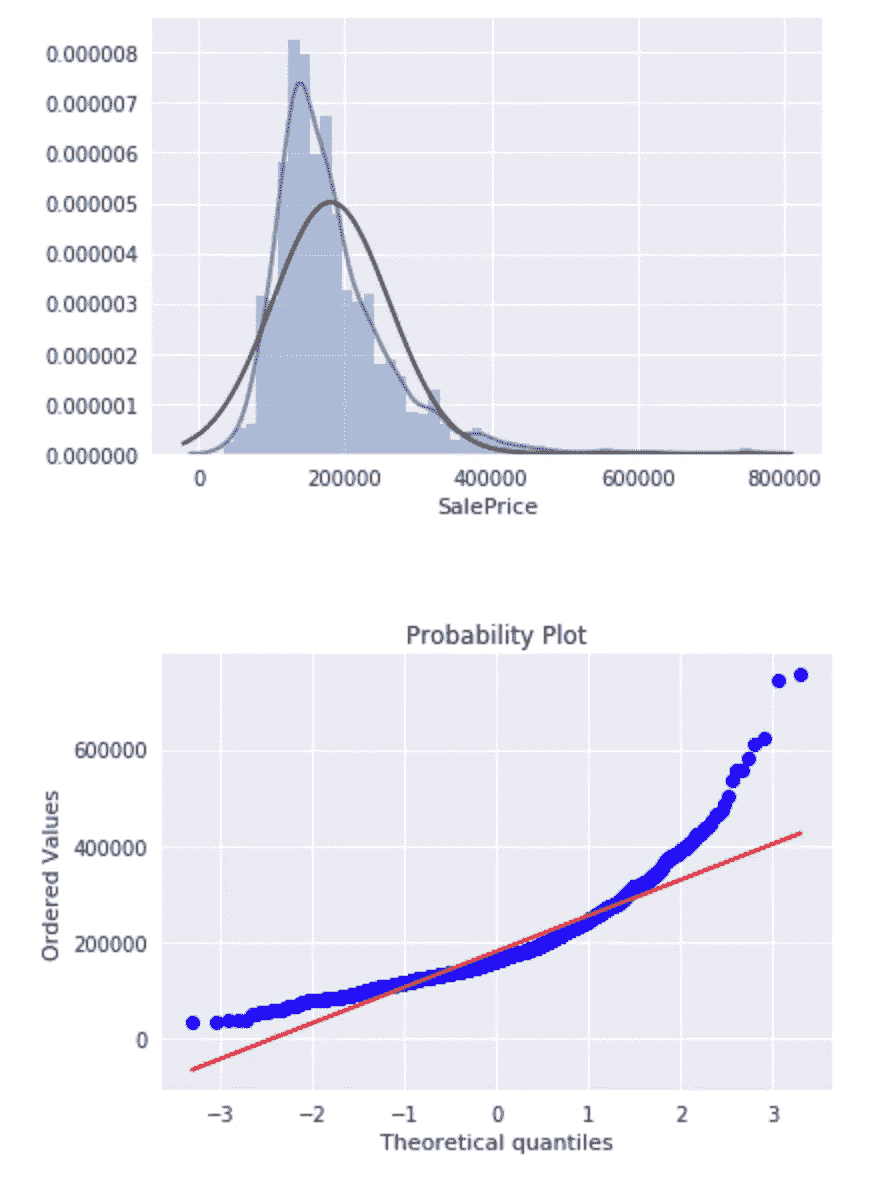 0.000008
0.000007
0.000006
0.000005
0.000004
0.000003
0.000002
0.000001
0.000000
0 200000 400000 600000 800000
SalePrice
Probability Plot
600000
400000
200000
0
Ordered Values
−3 −2 −1 0 1 2 3
Theoretical quantiles